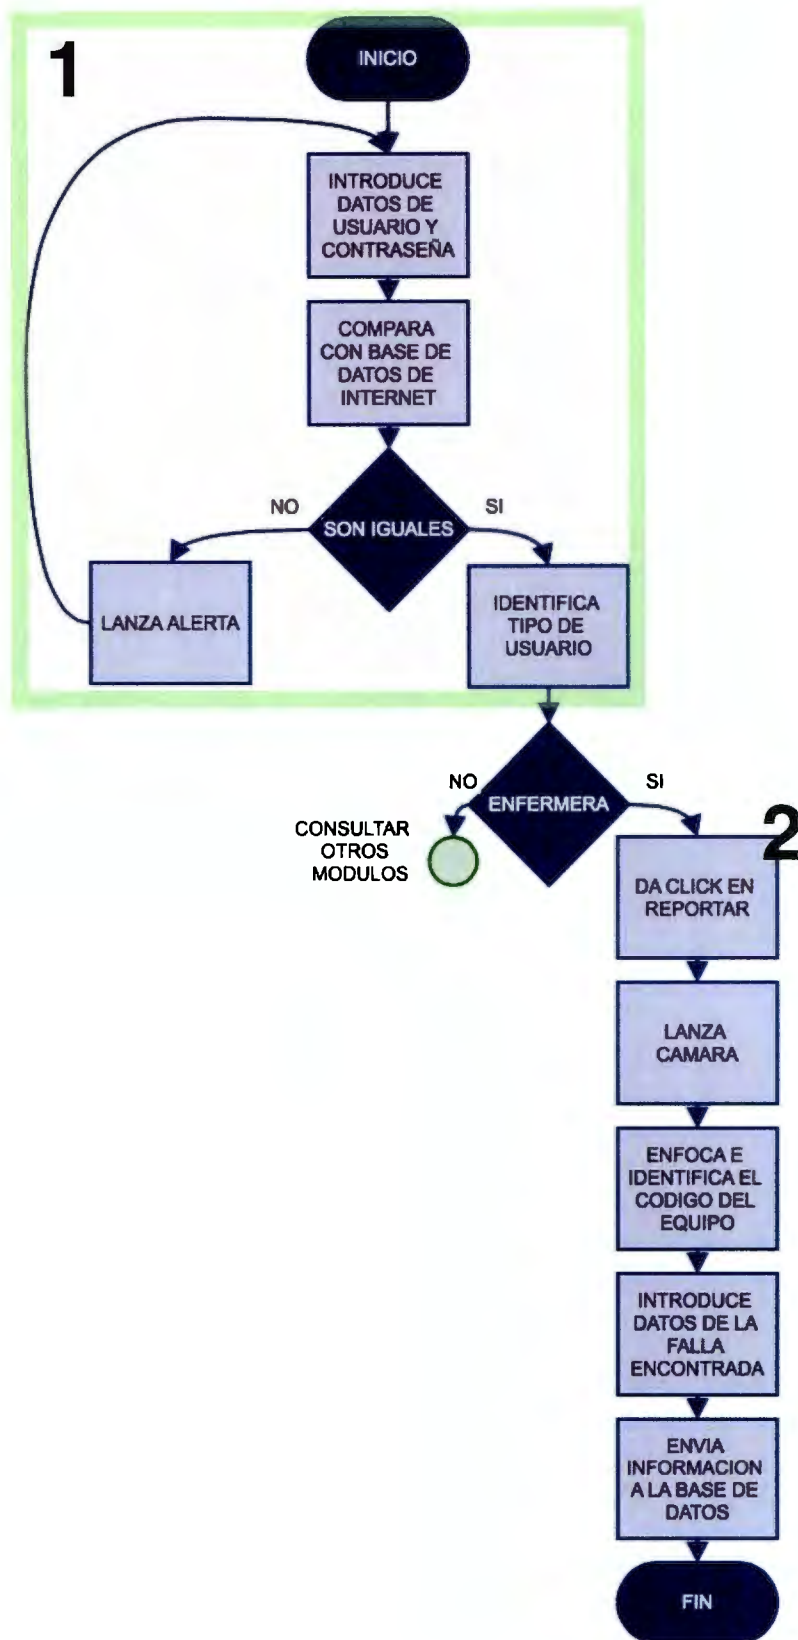 1
INICIO
INTRODUCE
DATOS DE
USUARIO Y
CONTRASEÑA
COMPARA
CON BASE DE
DATOS DE
INTERNET
NO
SI
SON IGUALES
LANZA ALERTA
IDENTIFICA
TIPO DE
USUARIO
NO
SI
ENFERMERA
CONSULTAR
OTROS
MODULOS
2
DA CLICK EN
REPORTAR
LANZA
CAMARA
ENFOCA E
IDENTIFICA EL
CODIGO DEL
EQUIPO
INTRODUCE
DATOS DE LA
FALLA
ENCONTRADA
ENVIA
INFORMACION
A LA BASE DE
DATOS
FIN